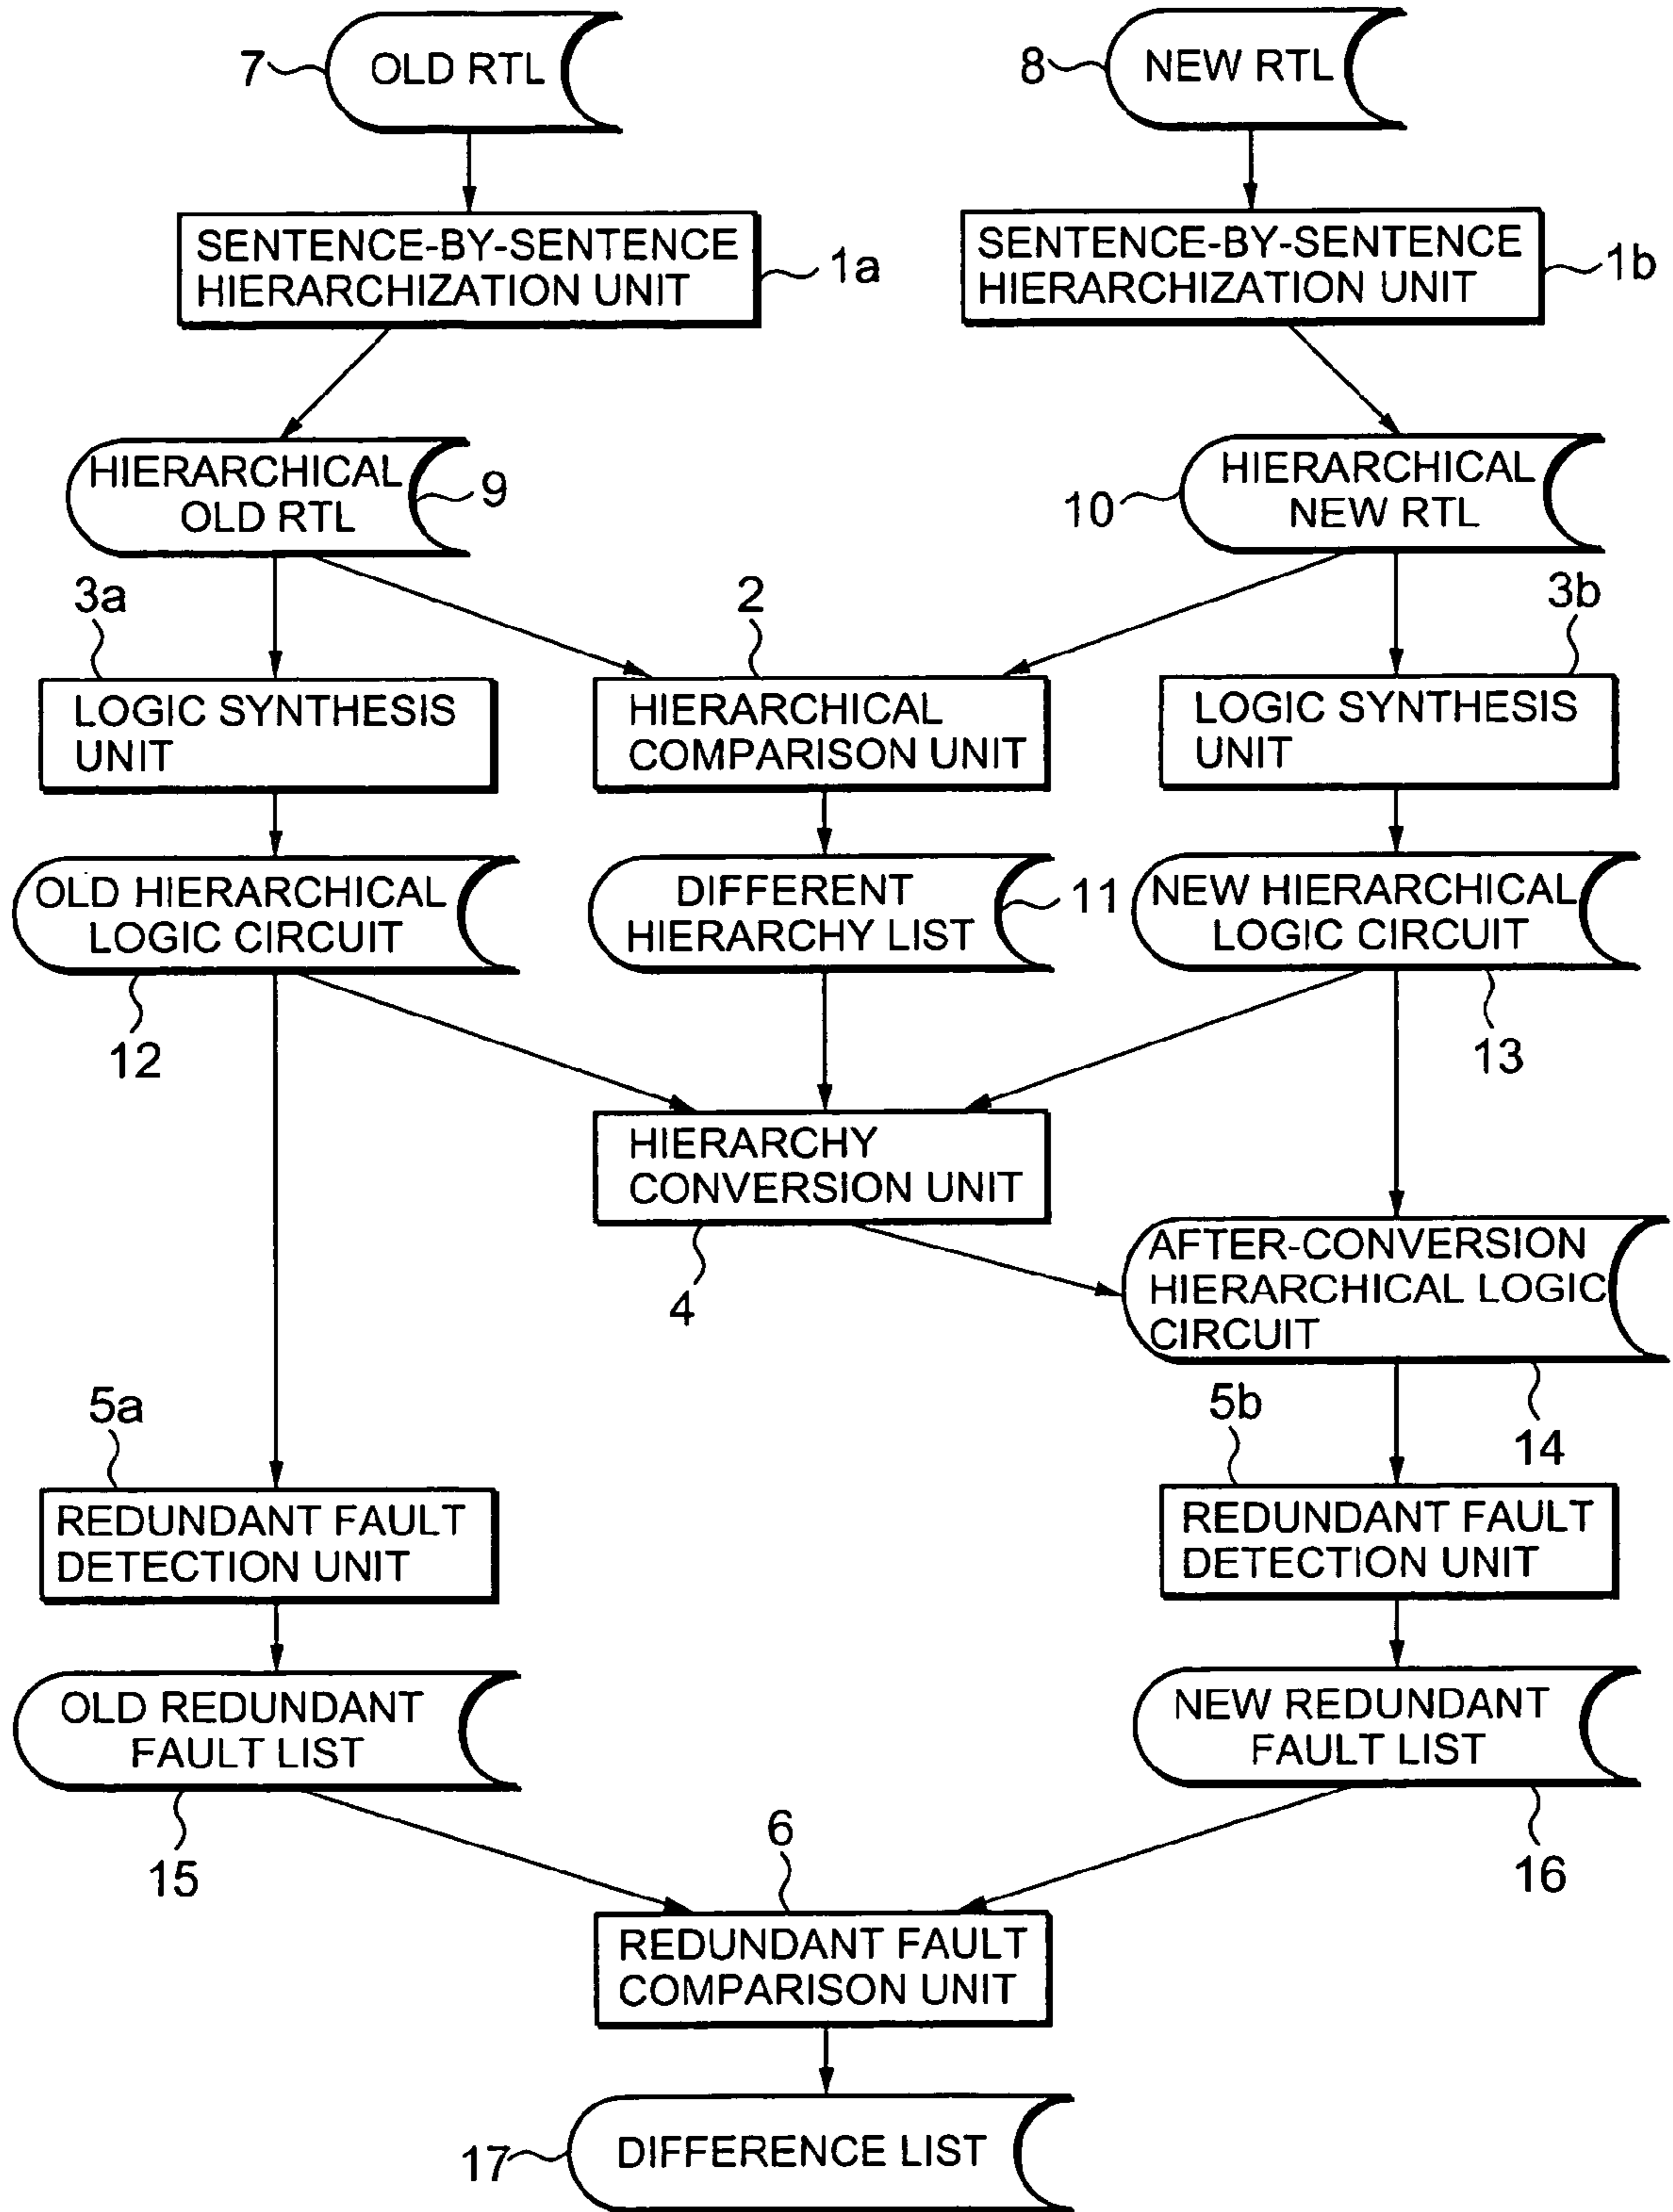 7
OLD RTL
8
NEW RTL
SENTENCE-BY-SENTENCE
HIERARCHIZATION UNIT
1a
SENTENCE-BY-SENTENCE
HIERARCHIZATION UNIT
1b
HIERARCHICAL
OLD RTL
9
10
HIERARCHICAL
NEW RTL
3a
2
3b
LOGIC SYNTHESIS
UNIT
HIERARCHICAL
COMPARISON UNIT
LOGIC SYNTHESIS
UNIT
OLD HIERARCHICAL
LOGIC CIRCUIT
DIFFERENT
HIERARCHY LIST
11
NEW HIERARCHICAL
LOGIC CIRCUIT
12
13
HIERARCHY
CONVERSION UNIT
4
AFTER-CONVERSION
HIERARCHICAL LOGIC
CIRCUIT
14
5a
5b
REDUNDANT FAULT
DETECTION UNIT
REDUNDANT FAULT
DETECTION UNIT
OLD REDUNDANT
FAULT LIST
NEW REDUNDANT
FAULT LIST
15
6
16
REDUNDANT FAULT
COMPARISON UNIT
17
DIFFERENCE LIST